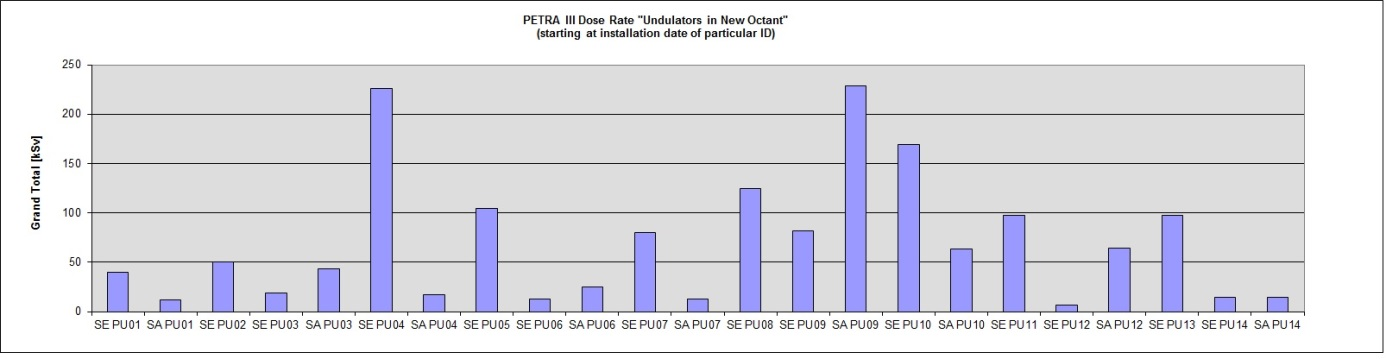 PETRA III Dose Rate "Undulators in New Octant"
(starting at installation date of particular ID)
Grand Total [kSv]
250
200
150
100
50
0
SE PU01 SA PU01 SE PU02 SE PU03 SA PU03 SE PU04 SA PU04 SE PU05 SE PU06 SA PU06 SE PU07 SA PU07 SE PU08 SE PU09 SA PU09 SE PU10 SA PU10 SE PU11 SE PU12 SA PU12 SE PU13 SE PU14 SA PU14